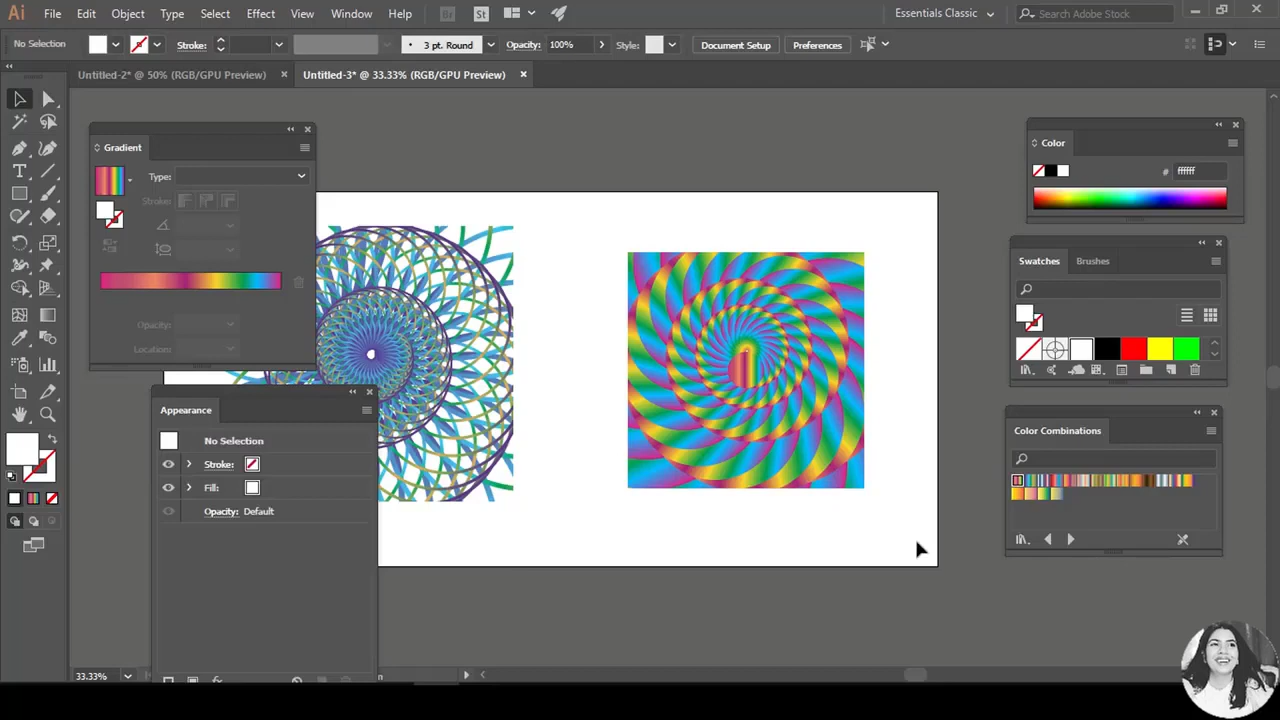 Ai File Edit Object Type Select Effect View Window Help Br St Essentials Classic Search Adobe Stock
No Selection Stroke: 3 pt. Round Opacity: 100% Style: Document Setup Preferences
Untitled-2* @ 50% (RGB/GPU Preview) Untitled-3* @ 33.33% (RGB/GPU Preview)
Gradient
Type:
Stroke:
Opacity:
Location:
Appearance
No Selection
Stroke:
Fill:
Opacity: Default
Color
# ffffff
Swatches Brushes
Color Combinations
33.33%